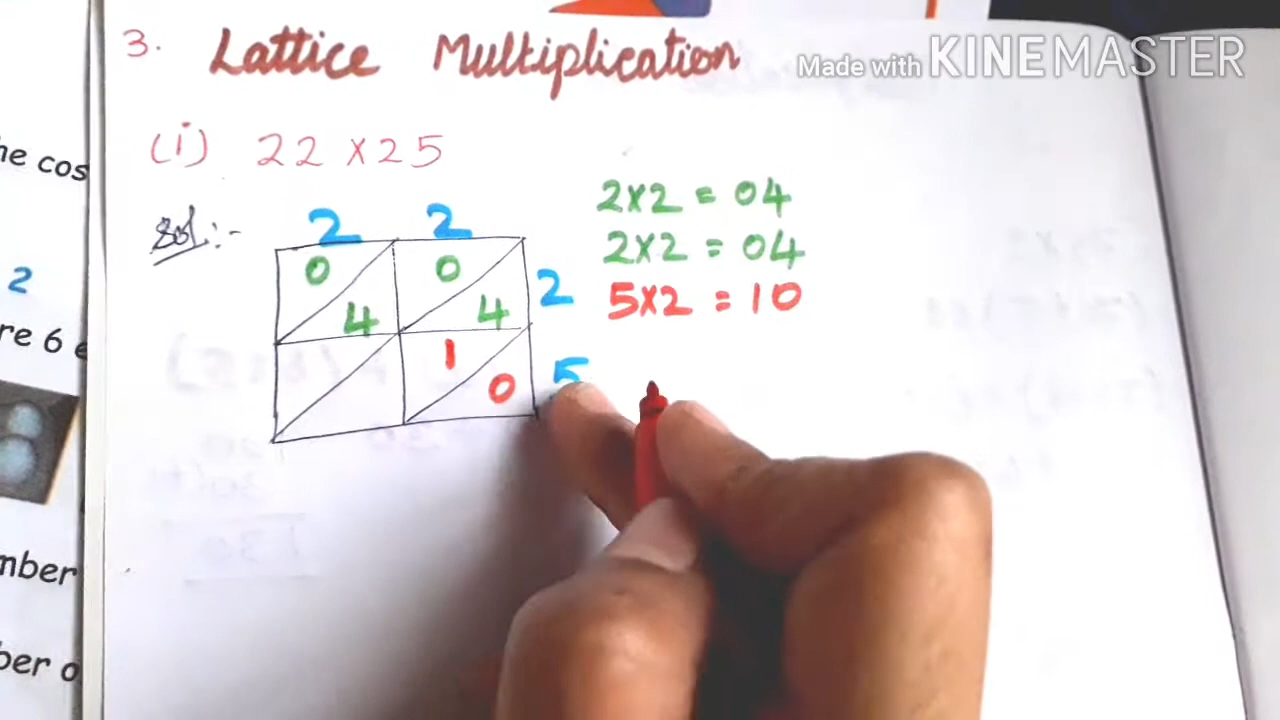 3. Lattice Multiplication
Made with KINEMASTER
he cos
(i) 22 x 25
Sol:-
2 2
0 0 2
4 4
1 5
0
2x2 = 04
2x2 = 04
5x2 = 10
2
re 6 e
mber
ber o